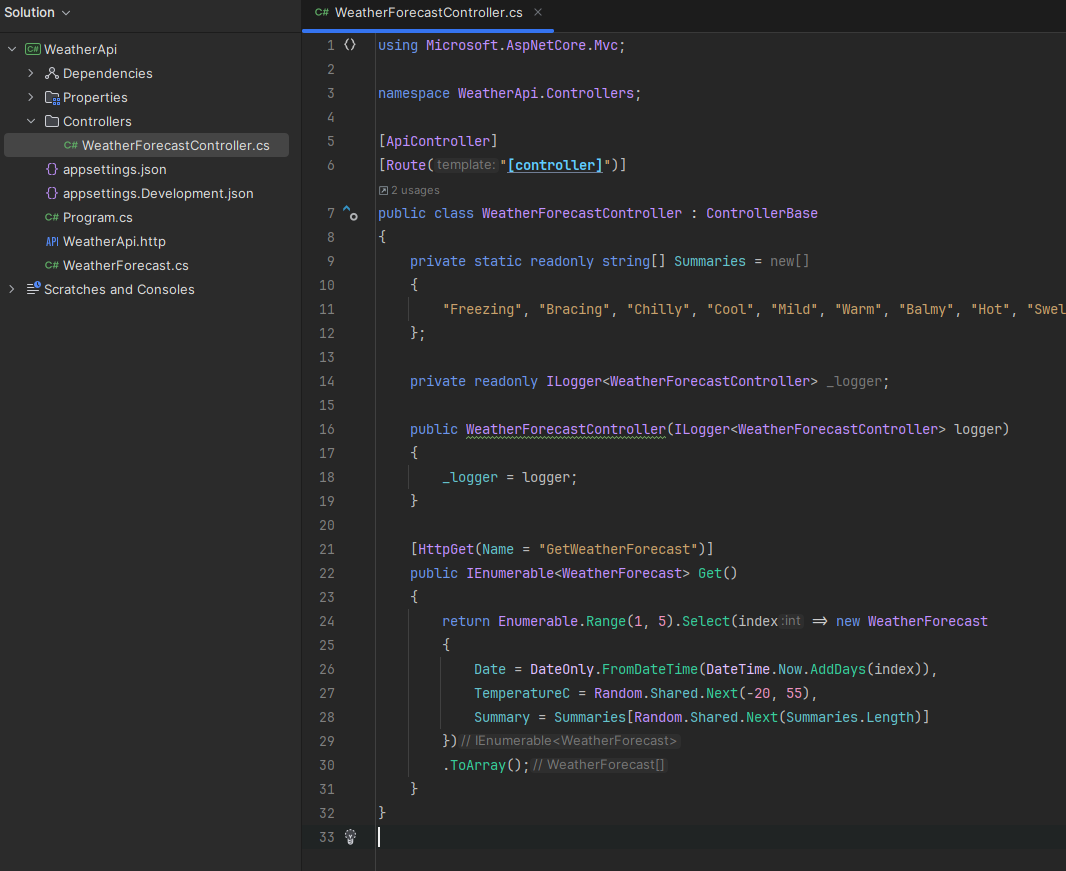 Solution
WeatherForecastController.cs
WeatherApi
Dependencies
Properties
Controllers
WeatherForecastController.cs
appsettings.json
appsettings.Development.json
Program.cs
WeatherApi.http
WeatherForecast.cs
Scratches and Consoles
1 using Microsoft.AspNetCore.Mvc;
2
3 namespace WeatherApi.Controllers;
4
5 [ApiController]
6 [Route( template: "[controller]")]
2 usages
7 public class WeatherForecastController : ControllerBase
8 {
9 private static readonly string[] Summaries = new[]
10 {
11 "Freezing", "Bracing", "Chilly", "Cool", "Mild", "Warm", "Balmy", "Hot", "Swel
12 };
13
14 private readonly ILogger<WeatherForecastController> _logger;
15
16 public WeatherForecastController(ILogger<WeatherForecastController> logger)
17 {
18 _logger = logger;
19 }
20
21 [HttpGet(Name = "GetWeatherForecast")]
22 public IEnumerable<WeatherForecast> Get()
23 {
24 return Enumerable.Range(1, 5).Select(index :int => new WeatherForecast
25 {
26 Date = DateOnly.FromDateTime(DateTime.Now.AddDays(index)),
27 TemperatureC = Random.Shared.Next(-20, 55),
28 Summary = Summaries[Random.Shared.Next(Summaries.Length)]
29 }) // IEnumerable<WeatherForecast>
30 .ToArray(); // WeatherForecast[]
31 }
32 }
33